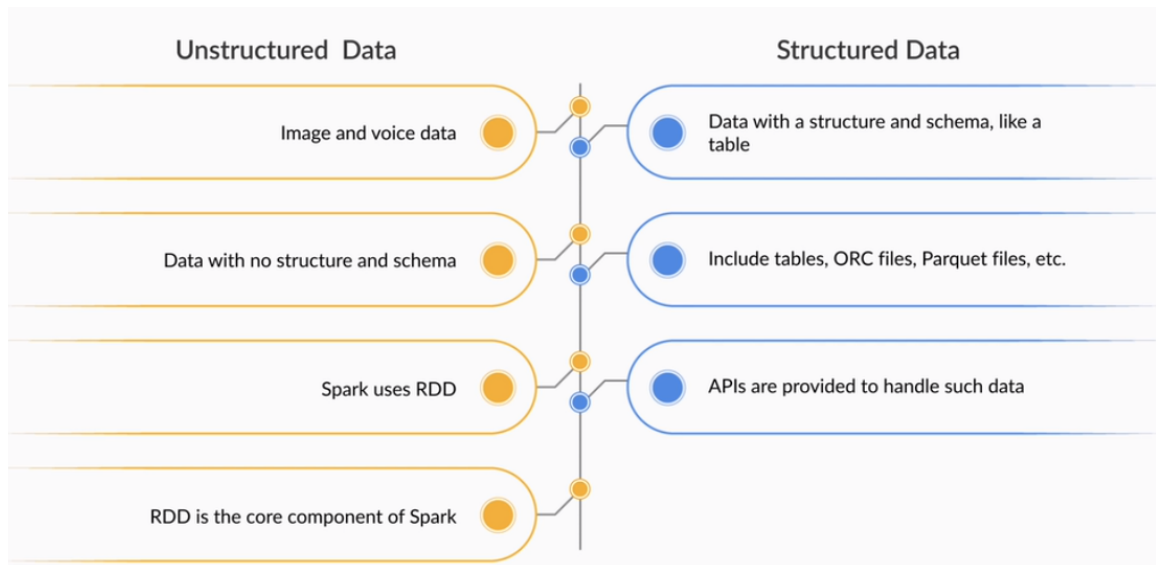 Unstructured Data
Image and voice data
Data with no structure and schema
Spark uses RDD
RDD is the core component of Spark
Structured Data
Data with a structure and schema, like a
table
Include tables, ORC files, Parquet files, etc.
APIs are provided to handle such data